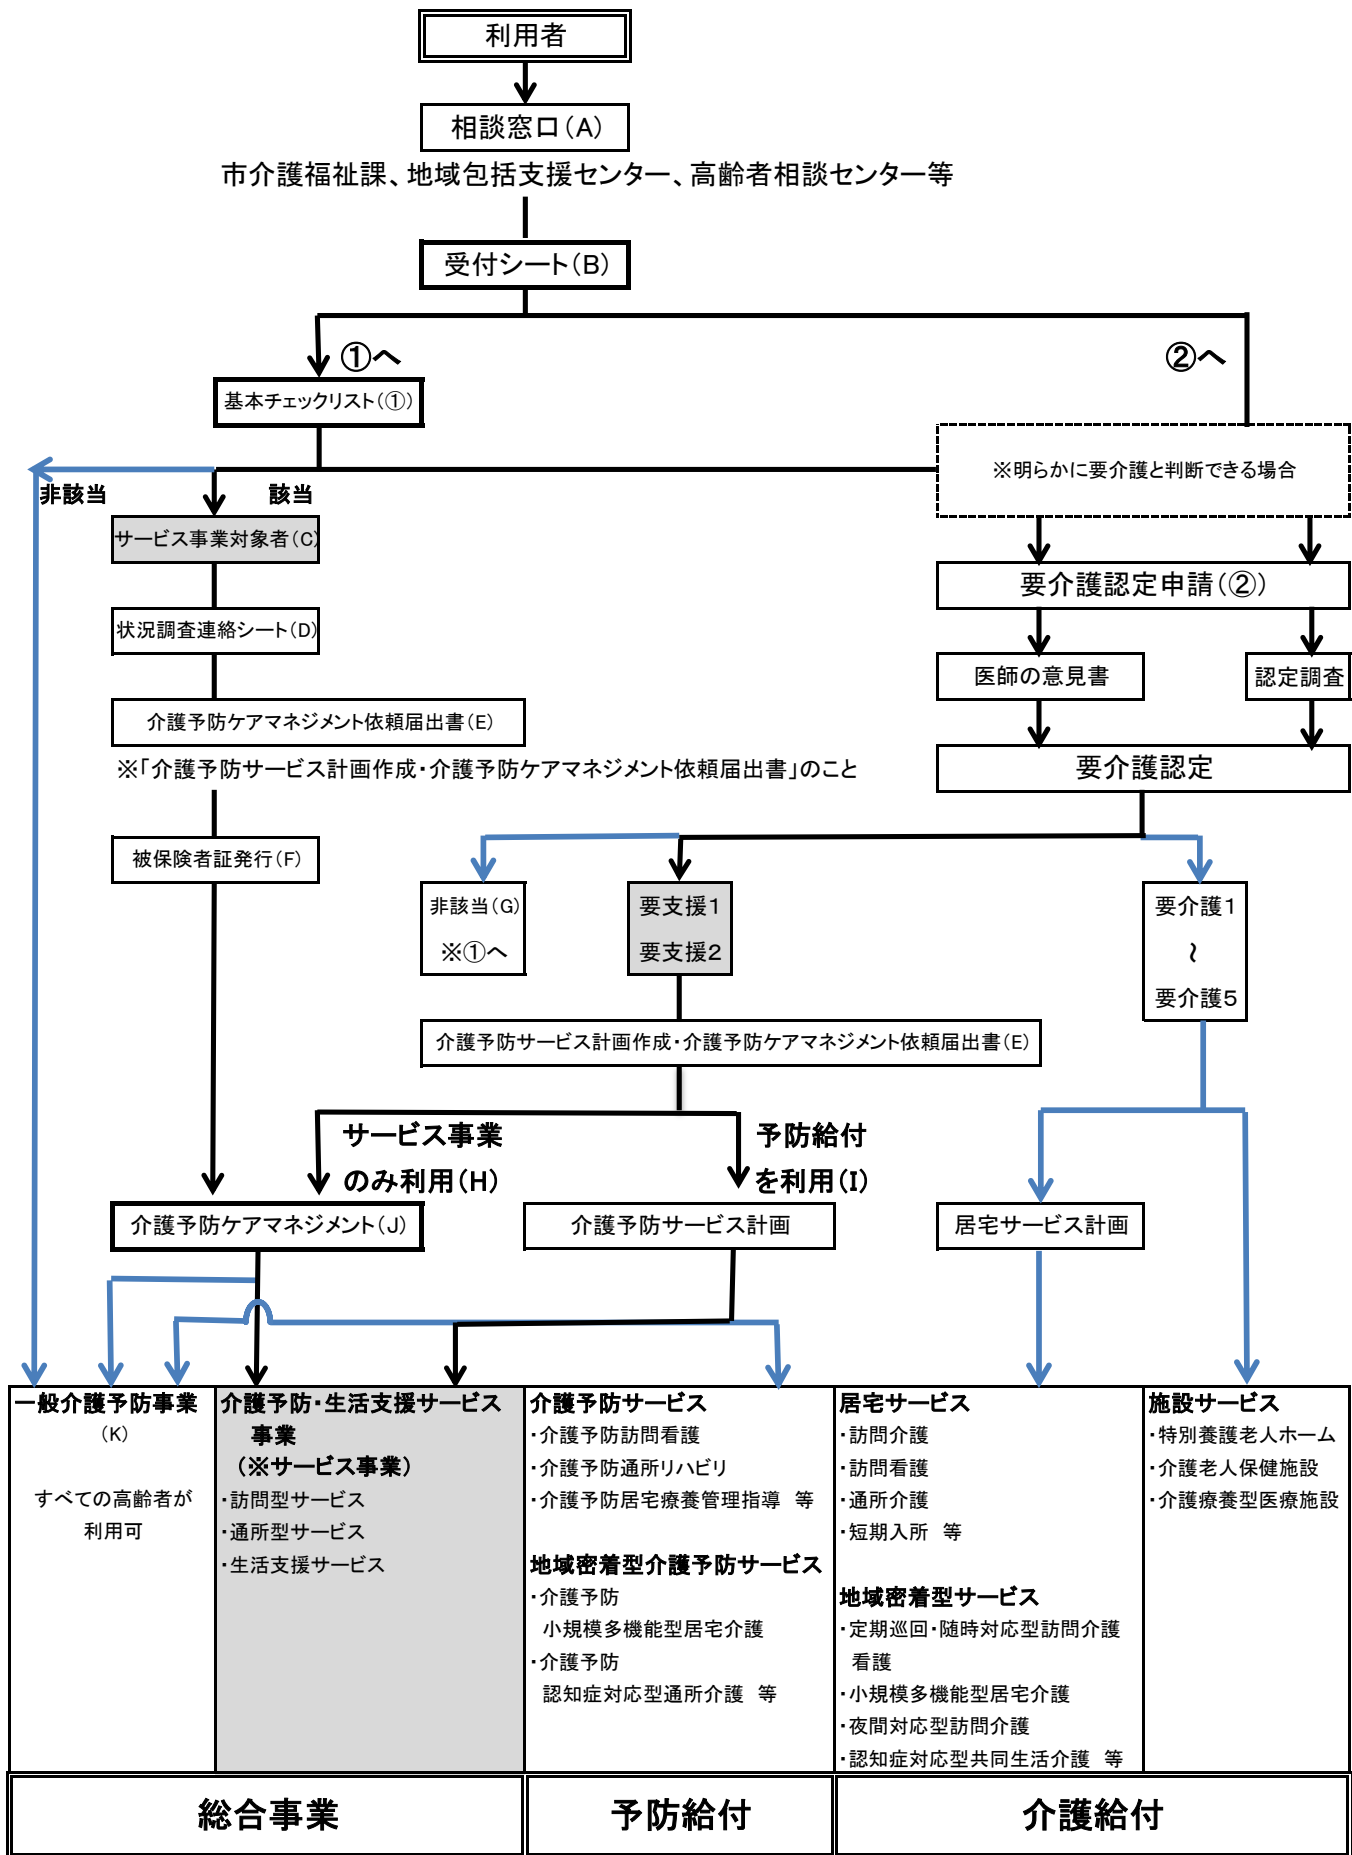 利用者
相談窓口(A)
市介護福祉課、地域包括支援センター、高齢者相談センター等
受付シート(B)
①へ
②へ
基本チェックリスト(①)
※明らかに要介護と判断できる場合
非該当
該当
サービス事業対象者(C)
要介護認定申請(②)
状況調査連絡シート(D)
医師の意見書
認定調査
介護予防ケアマネジメント依頼届出書(E)
※「介護予防サービス計画作成・介護予防ケアマネジメント依頼届出書」のこと
要介護認定
被保険者証発行(F)
非該当(G)
※①へ
要支援1
要支援2
要介護1
~
要介護5
介護予防サービス計画作成・介護予防ケアマネジメント依頼届出書(E)
サービス事業
のみ利用(H)
予防給付
を利用(I)
介護予防ケアマネジメント(J)
介護予防サービス計画
居宅サービス計画
一般介護予防事業
(K)
すべての高齢者が
利用可
介護予防・生活支援サービス
事業
(※サービス事業)
・訪問型サービス
・通所型サービス
・生活支援サービス
介護予防サービス
・介護予防訪問看護
・介護予防通所リハビリ
・介護予防居宅療養管理指導 等
地域密着型介護予防サービス
・介護予防
小規模多機能型居宅介護
・介護予防
認知症対応型通所介護 等
居宅サービス
・訪問介護
・訪問看護
・通所介護
・短期入所 等
地域密着型サービス
・定期巡回・随時対応型訪問介護
看護
・小規模多機能型居宅介護
・夜間対応型訪問介護
・認知症対応型共同生活介護 等
施設サービス
・特別養護老人ホーム
・介護老人保健施設
・介護療養型医療施設
総合事業
予防給付
介護給付